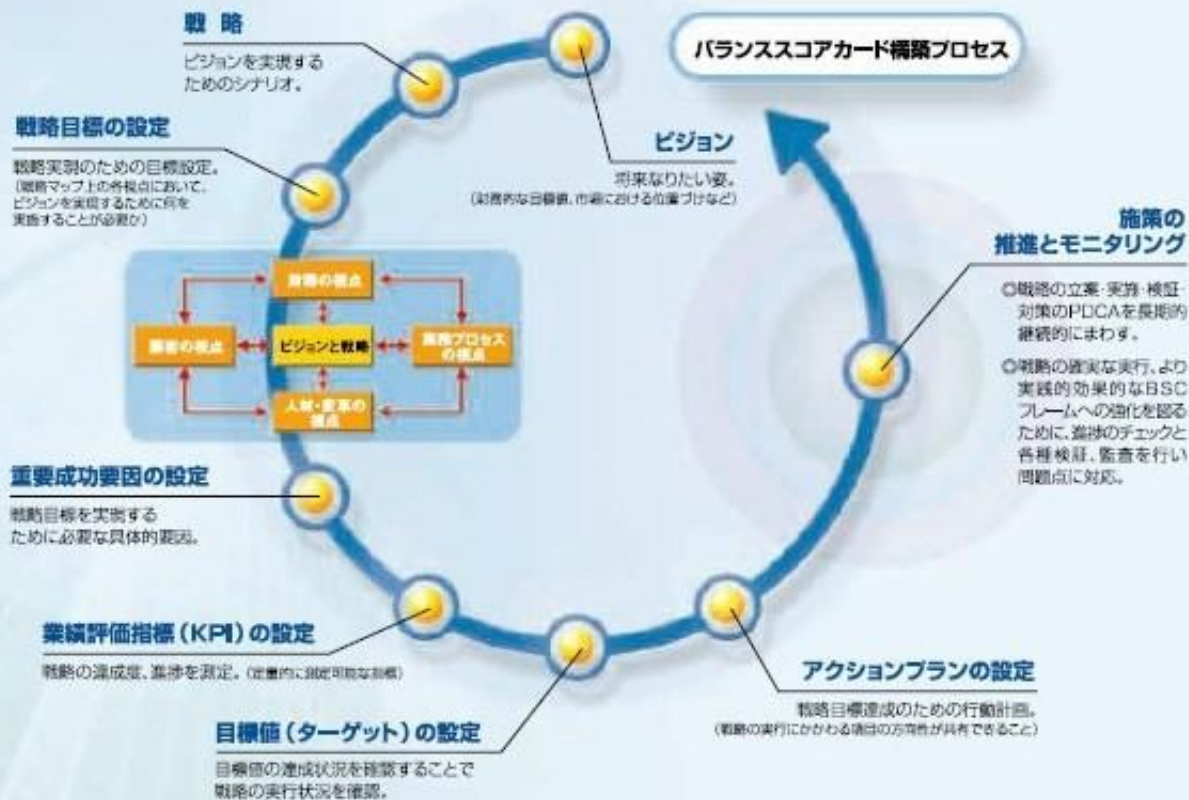 バランススコアカード構築プロセス
ビジョン
将来なりたい姿。
(財務的な目標値、市場における位置づけなど)
戦 略
ビジョンを実現する
ためのシナリオ。
戦略目標の設定
戦略実現のための目標設定。
(戦略マップ上の各視点において、
ビジョンを実現するために何を
実施することが必要か)
財務の視点
顧客の視点
ビジョンと戦略
業務プロセス
の視点
人材・変革の
視点
重要成功要因の設定
戦略目標を実現する
ために必要な具体的要因。
業績評価指標(KPI)の設定
戦略の達成度、進捗を測定。(定量的に測定可能な指標)
目標値(ターゲット)の設定
目標値の達成状況を確認することで
戦略の実行状況を確認。
アクションプランの設定
戦略目標達成のための行動計画。
(戦略の実行にかかわる項目の方向性が共有できること)
施策の
推進とモニタリング
◎戦略の立案・実施・検証・
対策のPDCAを長期的
継続的にまわす。
◎戦略の確実な実行、より
実践的効果的なBSC
フレームへの強化を図る
ために、進捗のチェックと
各種検証、監査を行い
問題点に対応。